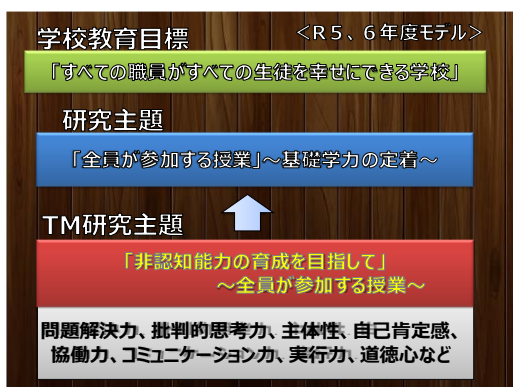 学校教育目標
<R5、6年度モデル>
「すべての職員がすべての生徒を幸せにできる学校」
研究主題
「全員が参加する授業」～基礎学力の定着～
TM研究主題
「非認知能力の育成を目指して」
～全員が参加する授業～
問題解決力、批判的思考力、主体性、自己肯定感、
協働力、コミュニケーション力、実行力、道徳心など